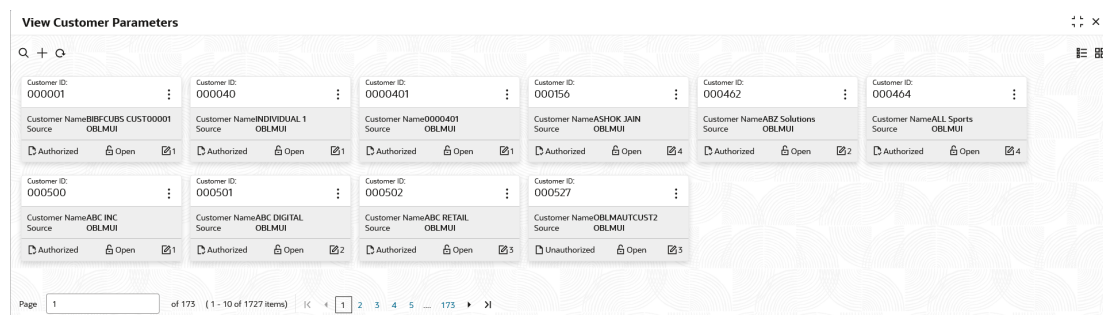 View Customer Parameters
Customer ID:
000001
Customer NameBIBFCUBS CUST00001
Source OBLMUI
Authorized Open 1
Customer ID:
000040
Customer NameINDIVIDUAL 1
Source OBLMUI
Authorized Open 1
Customer ID:
0000401
Customer Name0000401
Source OBLMUI
Authorized Open 1
Customer ID:
000156
Customer NameASHOK JAIN
Source OBLMUI
Authorized Open 4
Customer ID:
000462
Customer NameABZ Solutions
Source OBLMUI
Authorized Open 2
Customer ID:
000464
Customer NameALL Sports
Source OBLMUI
Authorized Open 4
Customer ID:
000500
Customer NameABC INC
Source OBLMUI
Authorized Open 1
Customer ID:
000501
Customer NameABC DIGITAL
Source OBLMUI
Authorized Open 2
Customer ID:
000502
Customer NameABC RETAIL
Source OBLMUI
Authorized Open 3
Customer ID:
000527
Customer NameOBLMAUTCUST2
Source OBLMUI
Unauthorized Open 3
Page 1 of 173 ( 1 - 10 of 1727 items) 1 2 3 4 5 .... 173